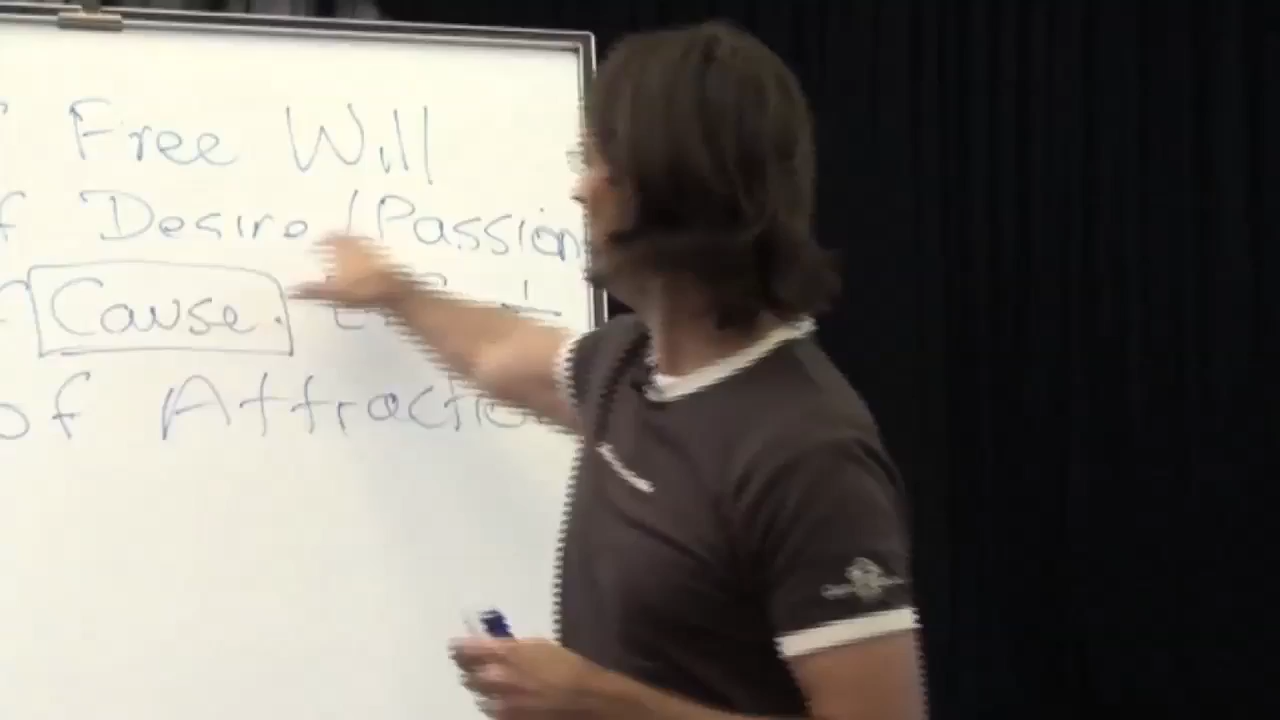 Free Will
Desire / Passion
Cause.
of Attraction